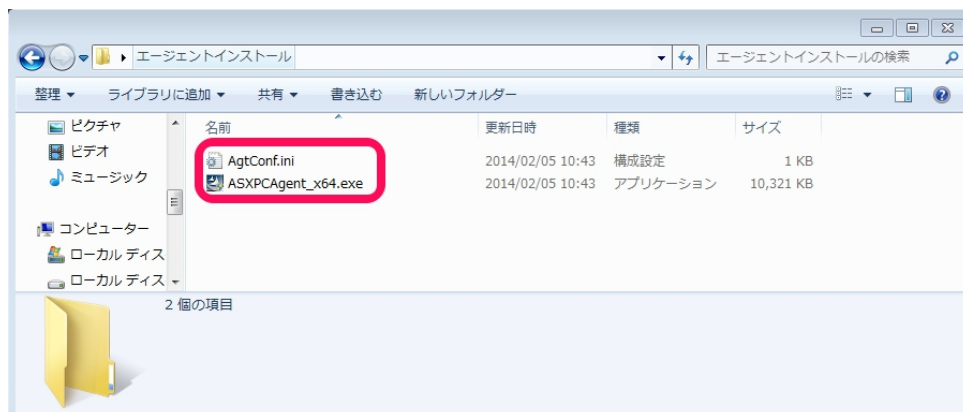 エージェントインストール
エージェントインストールの検索
整理 ライブラリに追加 共有 書き込む 新しいフォルダー
ピクチャ
ビデオ
ミュージック
コンピューター
ローカル ディス
ローカル ディス
名前 更新日時 種類 サイズ
AgtConf.ini 2014/02/05 10:43 構成設定 1 KB
ASXPCAgent_x64.exe 2014/02/05 10:43 アプリケーション 10,321 KB
2 個の項目